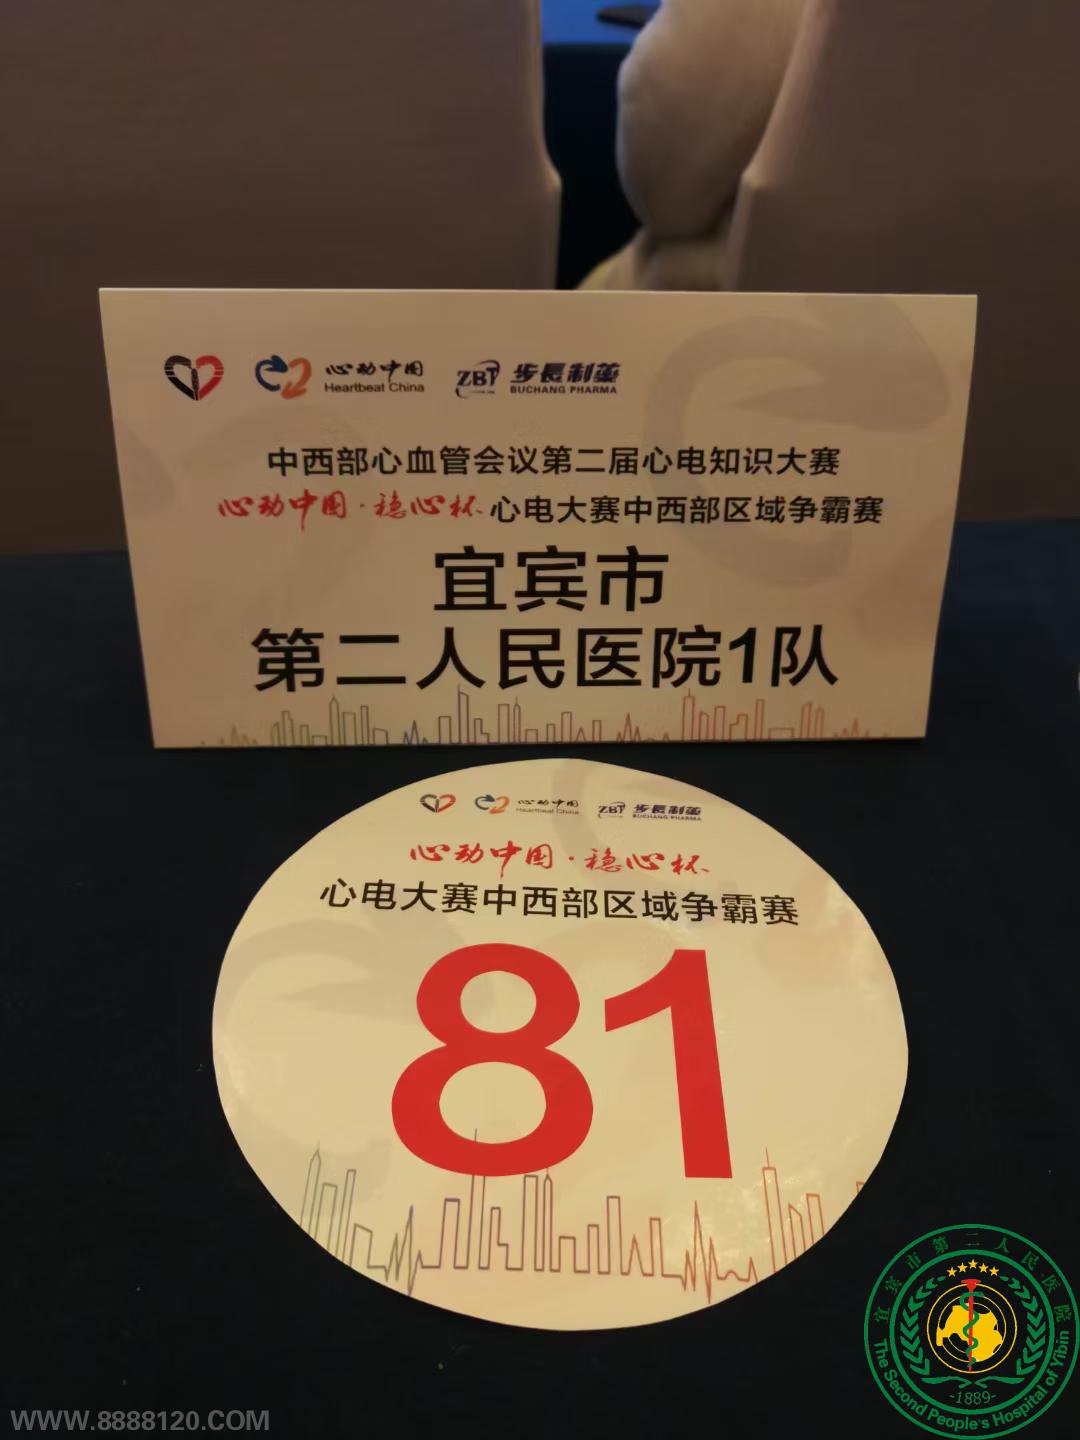 心动中国
Heartbeat China
ZBT 步長制藥
BUCHANG PHARMA
中西部心血管会议第二届心电知识大赛
心动中国·稳心杯 心电大赛中西部区域争霸赛
宜宾市
第二人民医院1队
心动中国
Heartbeat China
ZBT 步長制藥
BUCHANG PHARMA
心动中国·稳心杯
心电大赛中西部区域争霸赛
81
宜宾市第二人民医院
-1889-
The Second People's Hospital of Yibin
WWW.8888120.COM